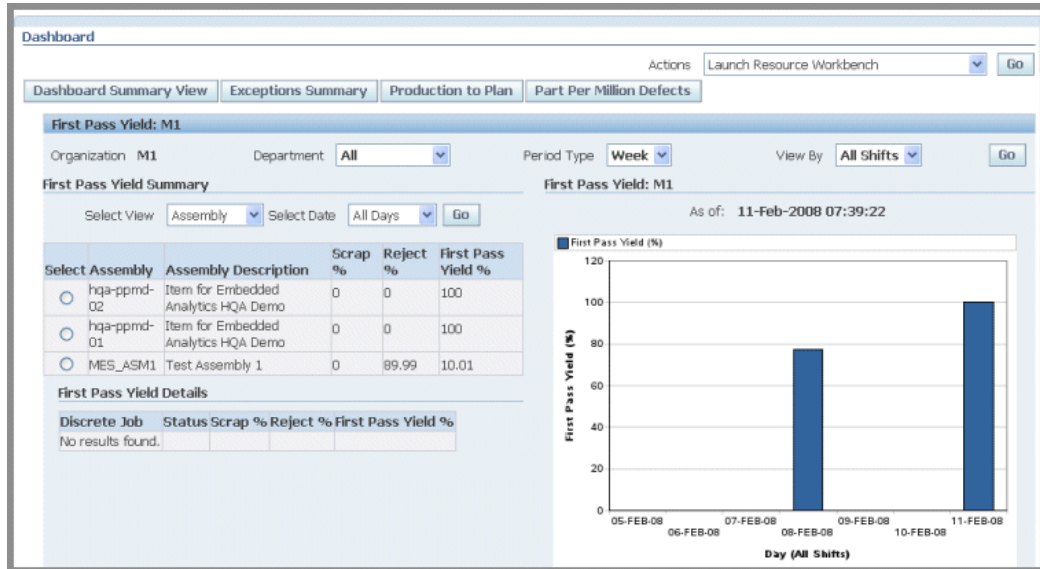 Dashboard
Actions Launch Resource Workbench Go
Dashboard Summary View Exceptions Summary Production to Plan Part Per Million Defects
First Pass Yield: M1
Organization M1 Department All Period Type Week View By All Shifts Go
First Pass Yield Summary
Select View Assembly Select Date All Days Go
Select Assembly Assembly Description Scrap % Reject % First Pass Yield %
hqa-ppmd-02 Item for Embedded Analytics HQA Demo 0 0 100
hqa-ppmd-01 Item for Embedded Analytics HQA Demo 0 0 100
MES_ASM1 Test Assembly 1 0 89.99 10.01
First Pass Yield Details
Discrete Job Status Scrap % Reject % First Pass Yield %
No results found.
First Pass Yield: M1
As of: 11-Feb-2008 07:39:22
First Pass Yield (%)
120
100
80
60
40
20
0
First Pass Yield (%)
05-FEB-08 06-FEB-08 07-FEB-08 08-FEB-08 09-FEB-08 10-FEB-08 11-FEB-08
Day (All Shifts)